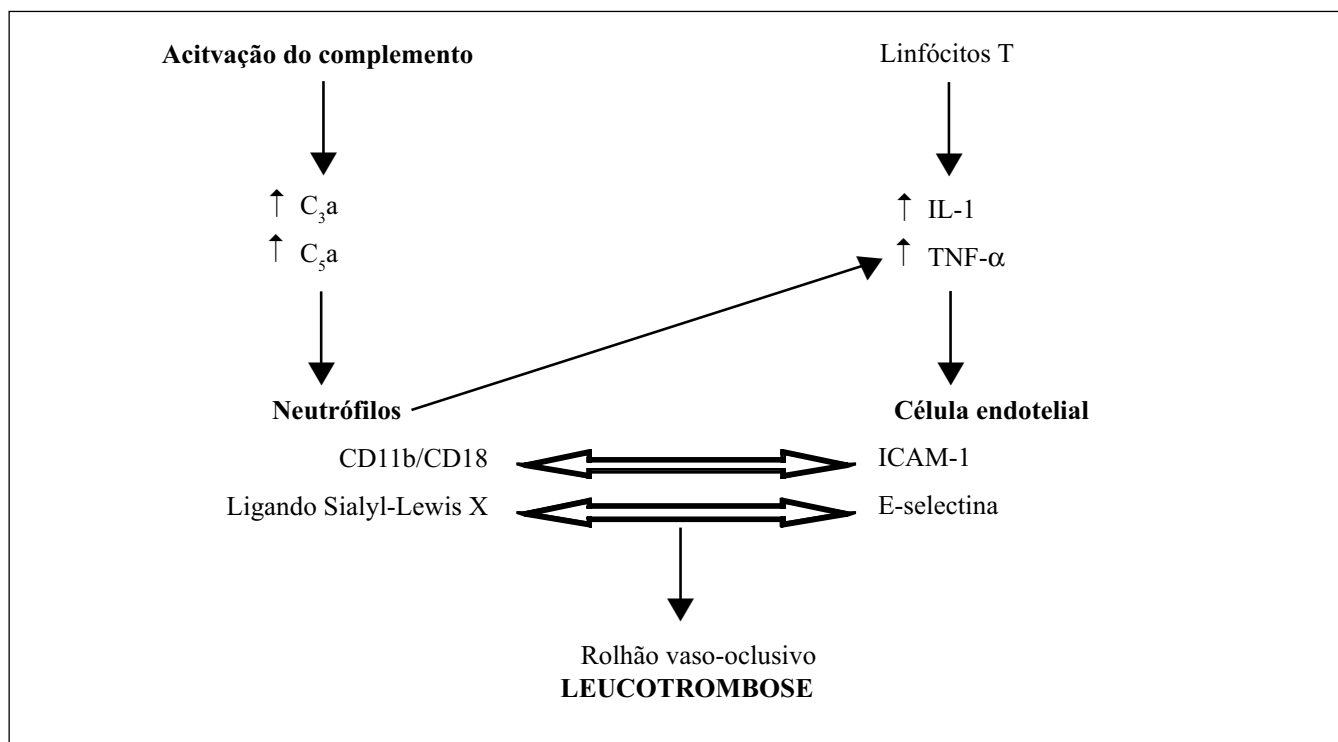 Acitvação do complemento
Linfócitos T
↑ C₃a
↑ C₅a
↑ IL-1
↑ TNF-α
Neutrófilos
Célula endotelial
CD11b/CD18
ICAM-1
Ligando Sialyl-Lewis X
E-selectina
Rolhão vaso-oclusivo
LEUCOTROMBOSE